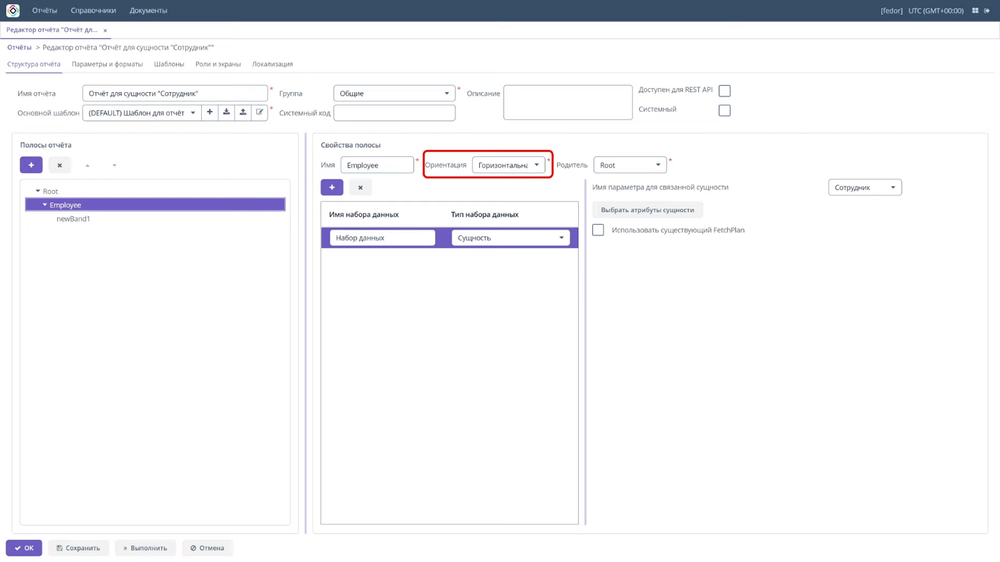 Отчёты Справочники Документы [fedor] UTC (GMT+00:00)
Редактор отчёта "Отчёт дл... ×
Отчёты > Редактор отчёта "Отчёт для сущности "Сотрудник""
Структура отчёта Параметры и форматы Шаблоны Роли и экраны Локализация
Имя отчёта Отчёт для сущности "Сотрудник" * Группа Общие * Описание Доступен для REST API
Основной шаблон (DEFAULT) Шаблон для отчёт * Системный код Системный
Полосы отчёта
Root
Employee
newBand1
Свойства полосы
Имя Employee * Ориентация Горизонтальна * Родитель Root *
Имя набора данных Тип набора данных
Набор данных Сущность
Имя параметра для связанной сущности Сотрудник
Выбрать атрибуты сущности
Использовать существующий FetchPlan
ОК Сохранить » Выполнить Отмена